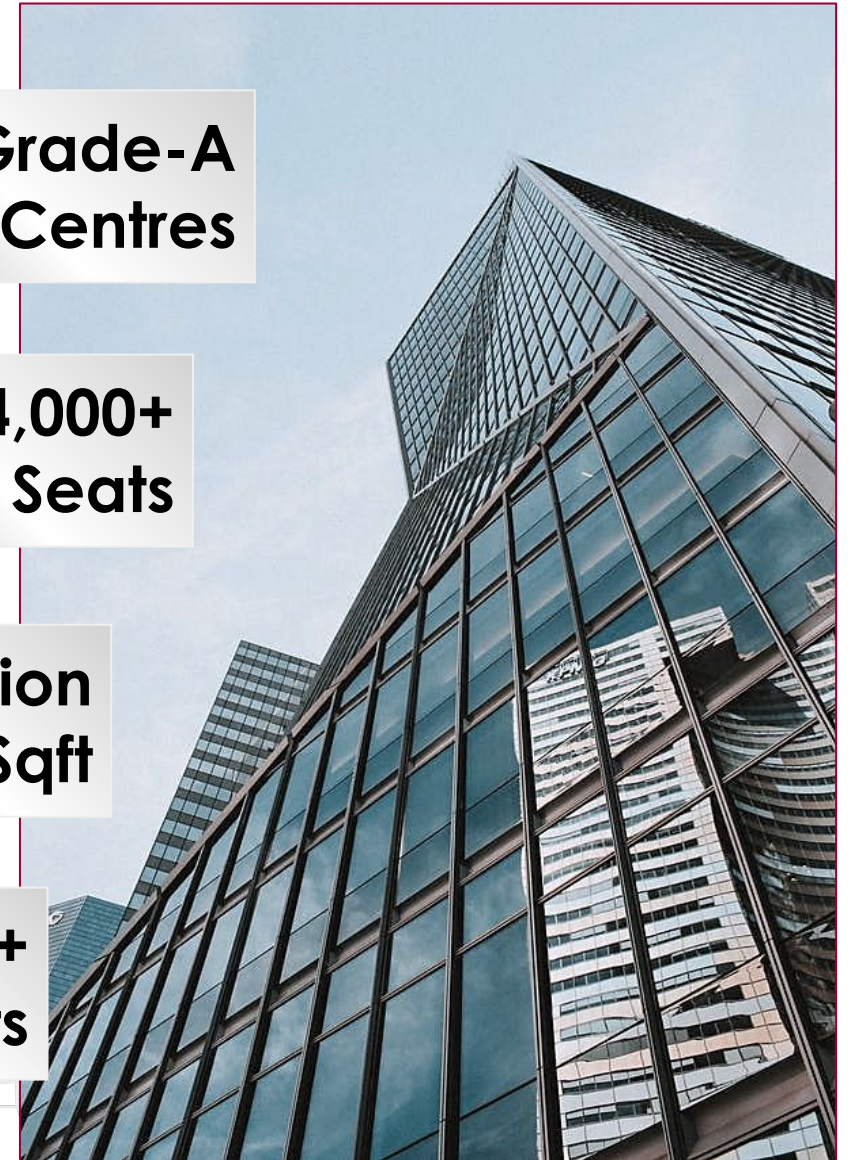 Grade-A
Centres
4,000+
Seats
ion
Sqft
+
s